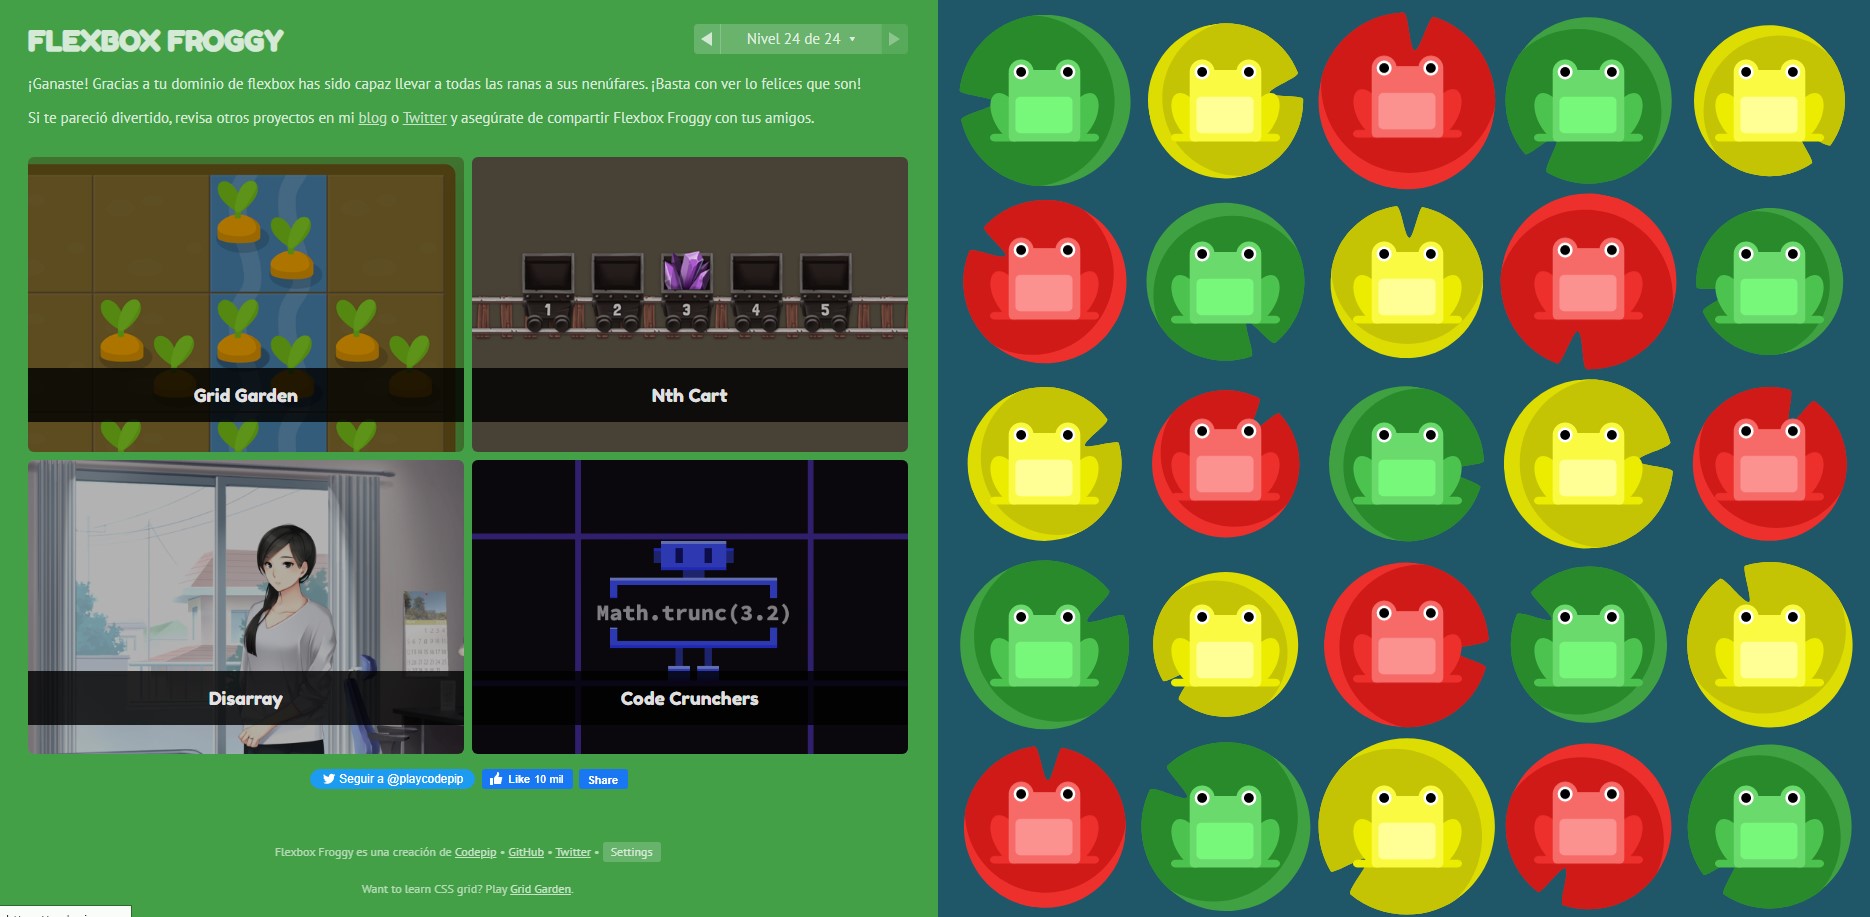 FLEXBOX FROGGY
Nivel 24 de 24
¡Ganaste! Gracias a tu dominio de flexbox has sido capaz llevar a todas las ranas a sus nenúfares. ¡Basta con ver lo felices que son!
Si te pareció divertido, revisa otros proyectos en mi blog o Twitter y asegúrate de compartir Flexbox Froggy con tus amigos.
1 2 3 4 5
Grid Garden
Nth Cart
Math.trunc(3.2)
Disarray
Code Crunchers
Seguir a @playcodepip
Like 10 mil
Share
Flexbox Froggy es una creación de Codepip • GitHub • Twitter • Settings
Want to learn CSS grid? Play Grid Garden.